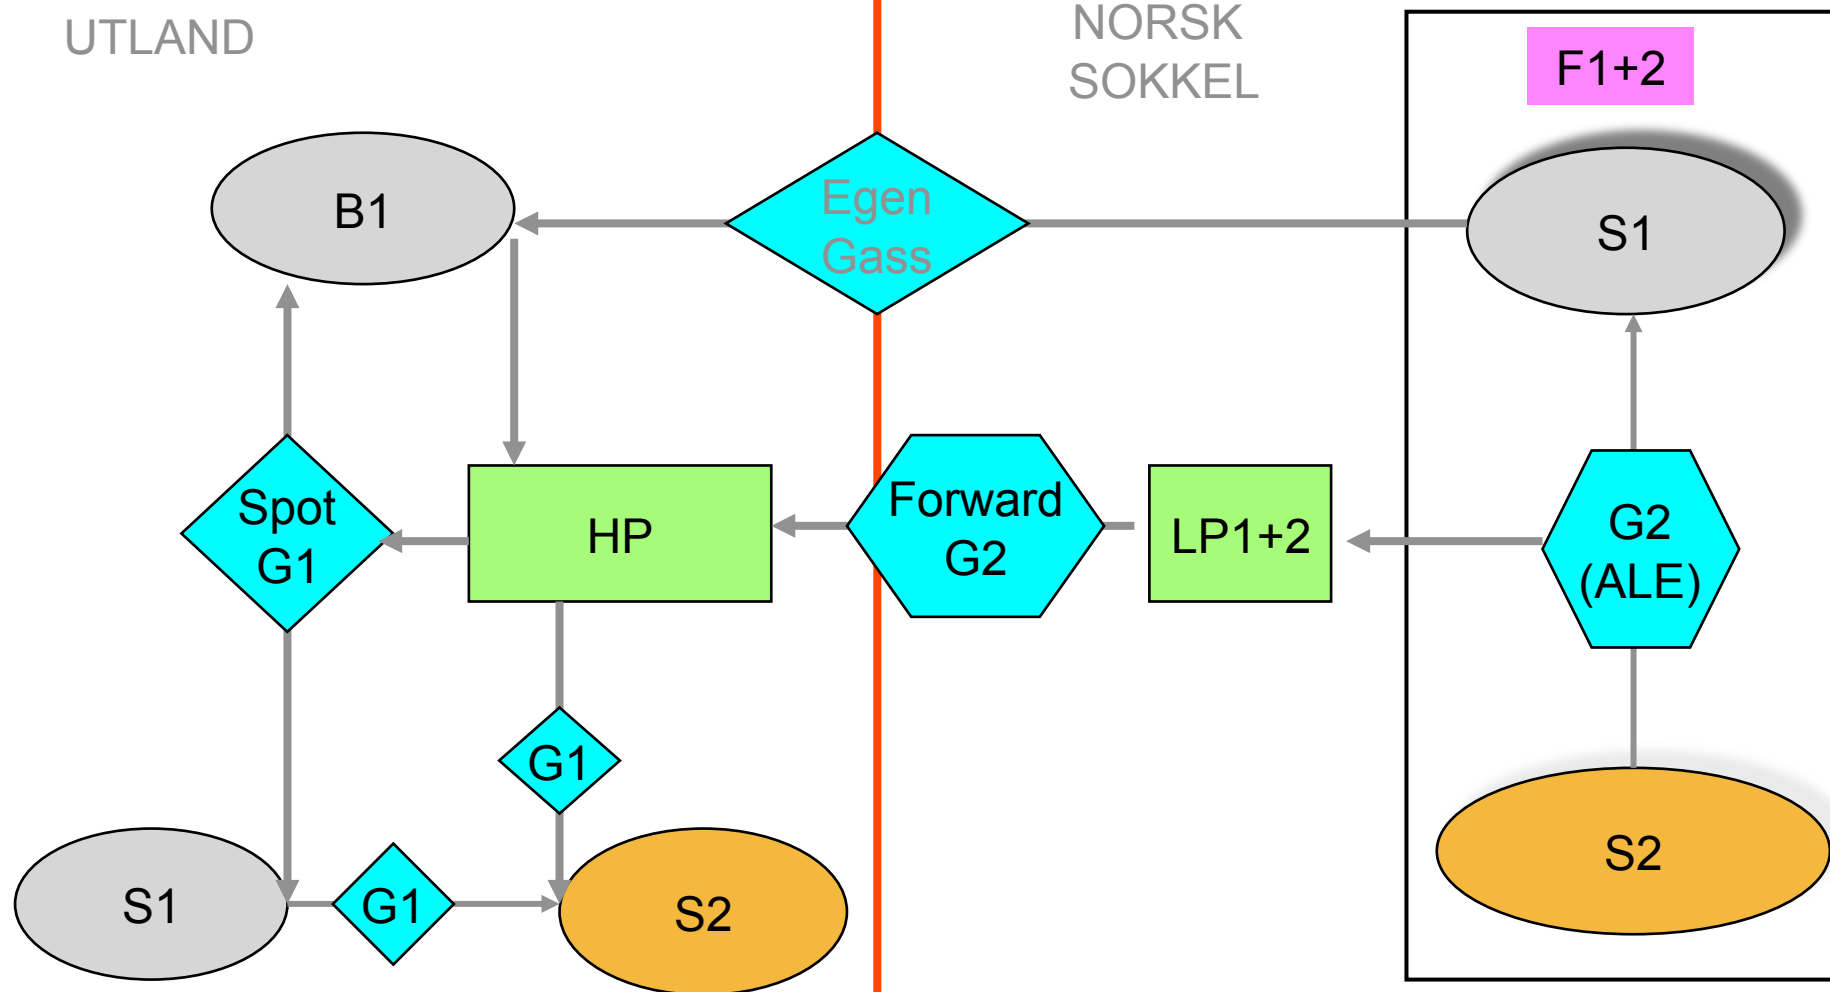 UTLAND
NORSK
SOKKEL
F1+2
B1
Egen
Gass
S1
Spot
G1
HP
Forward
G2
LP1+2
G2
(ALE)
G1
S1
G1
S2
S2